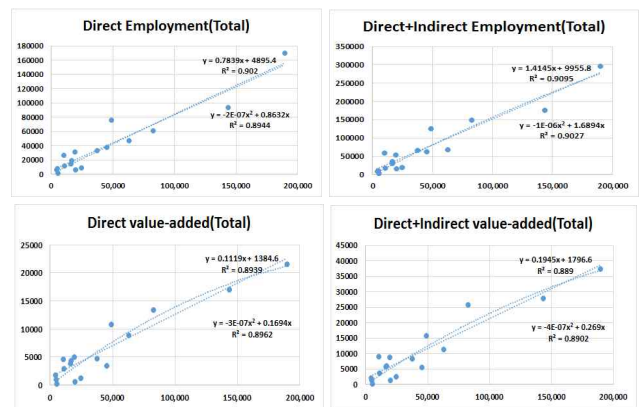 Direct Employment(Total)
180000
160000
140000
120000
100000
80000
60000
40000
20000
0
0 50,000 100,000 150,000 200,000
y = 0.7839x + 4895.4
R² = 0.902
y = -2E-07x² + 0.8632x
R² = 0.8944
Direct+Indirect Employment(Total)
350000
300000
250000
200000
150000
100000
50000
0
0 50,000 100,000 150,000 200,000
y = 1.4145x + 9955.8
R² = 0.9095
y = -1E-06x² + 1.6894x
R² = 0.9027
Direct value-added(Total)
25000
20000
15000
10000
5000
0
0 50,000 100,000 150,000 200,000
y = 0.1119x + 1384.6
R² = 0.8939
y = -3E-07x² + 0.1694x
R² = 0.8962
Direct+Indirect value-added(Total)
45000
40000
35000
30000
25000
20000
15000
10000
5000
0
0 50,000 100,000 150,000 200,000
y = 0.1945x + 1796.6
R² = 0.889
y = -4E-07x² + 0.269x
R² = 0.8902